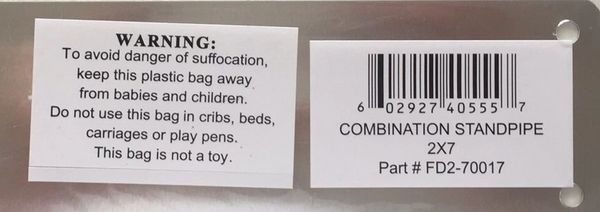 WARNING:
To avoid danger of suffocation,
keep this plastic bag away
from babies and children.
Do not use this bag in cribs, beds,
carriages or play pens.
This bag is not a toy.
6 02927 40555 7
COMBINATION STANDPIPE
2X7
Part # FD2-70017